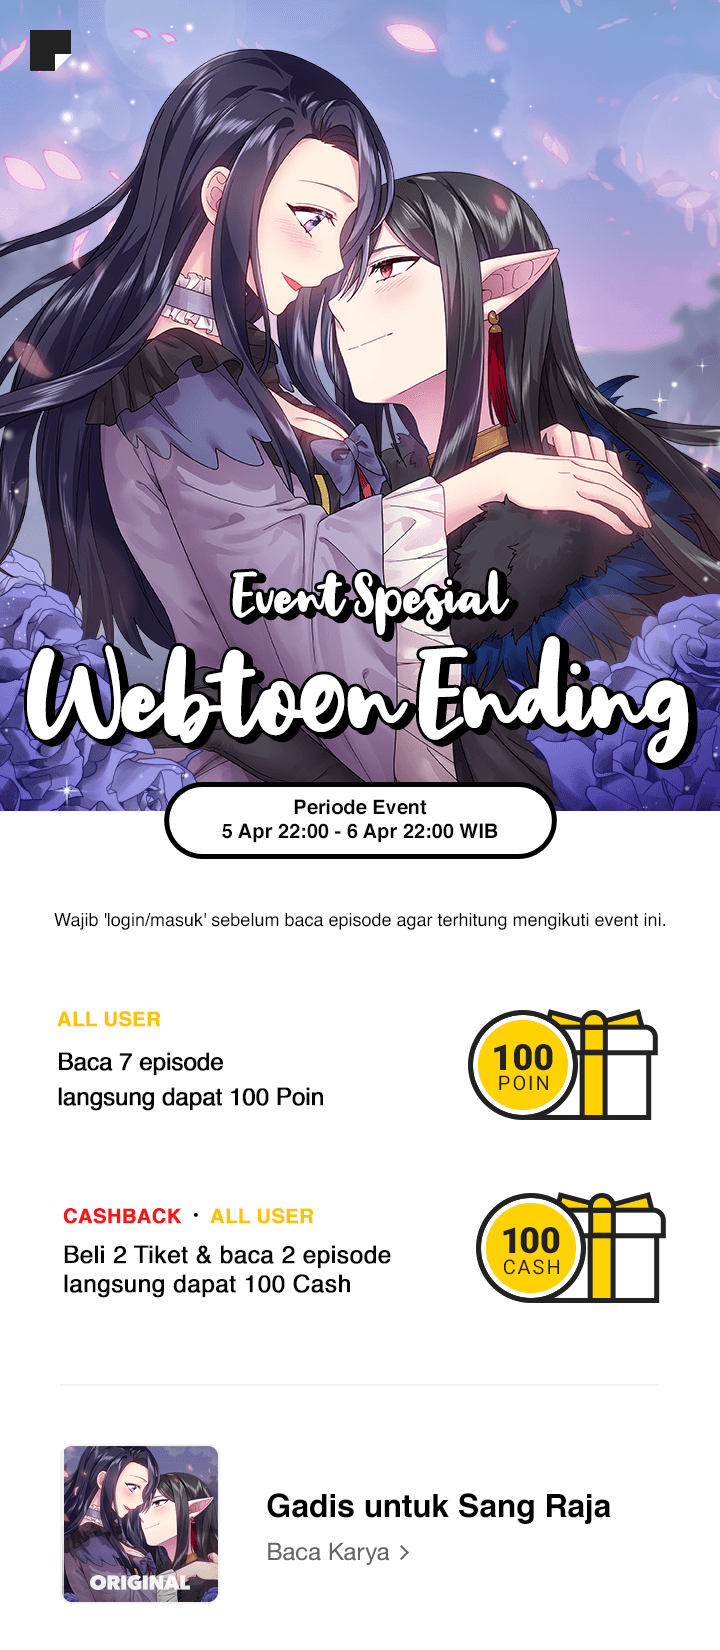 Event Spesial
Webtoon Ending
Periode Event
5 Apr 22:00 - 6 Apr 22:00 WIB
Wajib 'login/masuk' sebelum baca episode agar terhitung mengikuti event ini.
ALL USER
Baca 7 episode
langsung dapat 100 Poin
100
POIN
CASHBACK · ALL USER
Beli 2 Tiket & baca 2 episode
langsung dapat 100 Cash
100
CASH
ORIGINAL
Gadis untuk Sang Raja
Baca Karya >